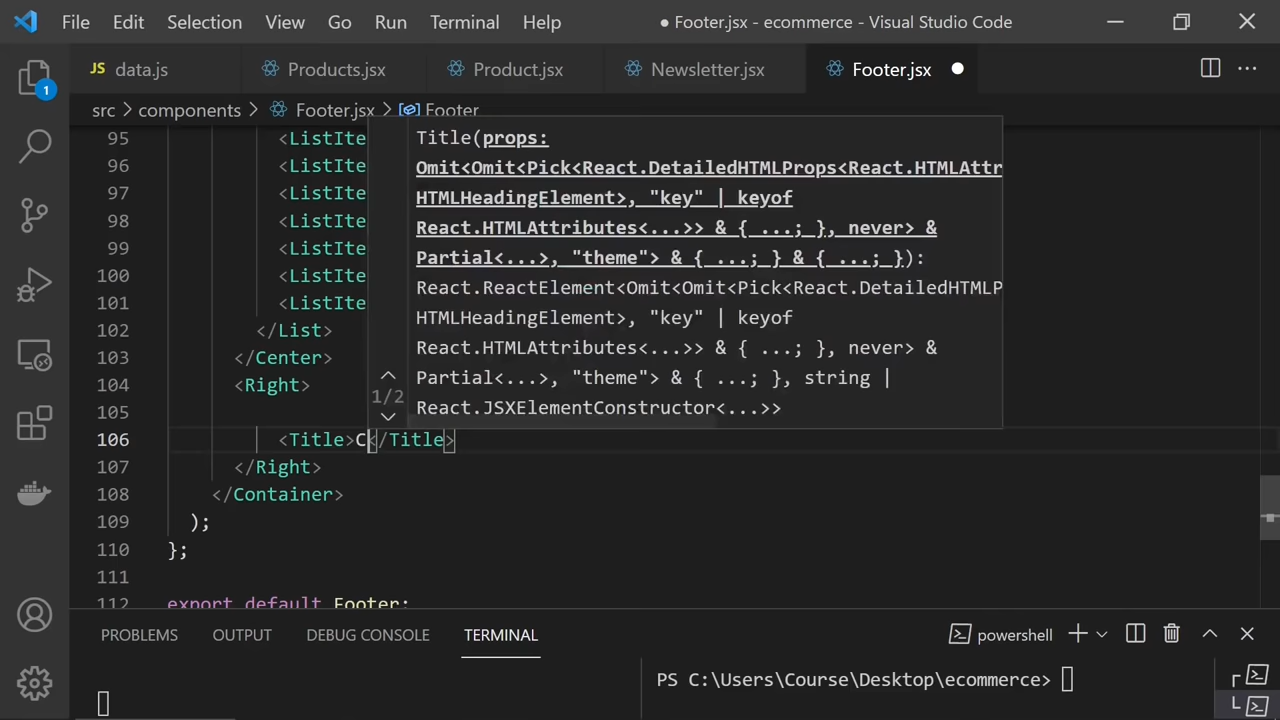 File Edit Selection View Go Run Terminal Help
● Footer.jsx - ecommerce - Visual Studio Code
JS data.js Products.jsx Product.jsx Newsletter.jsx Footer.jsx
1
src > components > Footer.jsx > Footer
95 <ListIte
96 <ListIte
97 <ListIte
98 <ListIte
99 <ListIte
100 <ListIte
101 <ListIte
102 </List>
103 </Center>
104 <Right>
105
106 <Title>C</Title>
107 </Right>
108 </Container>
109 );
110 };
111
112 export default Footer;
Title(props:
Omit<Omit<Pick<React.DetailedHTMLProps<React.HTMLAttr
HTMLHeadingElement>, "key" | keyof
React.HTMLAttributes<...>> & { ...; }, never> &
Partial<...>, "theme"> & { ...; } & { ...; }):
React.ReactElement<Omit<Omit<Pick<React.DetailedHTMLP
HTMLHeadingElement>, "key" | keyof
React.HTMLAttributes<...>> & { ...; }, never> &
Partial<...>, "theme"> & { ...; }, string |
React.JSXElementConstructor<...>>
1/2
PROBLEMS OUTPUT DEBUG CONSOLE TERMINAL powershell
PS C:\Users\Course\Desktop\ecommerce>